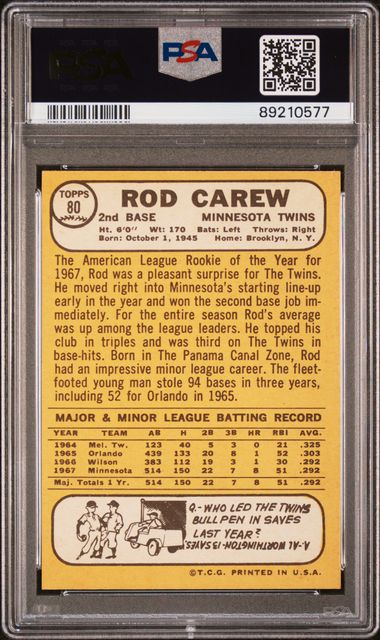 PSA
PSA
89210577
TOPPS
80
ROD CAREW
2nd BASE MINNESOTA TWINS
Ht. 6'0" Wt: 170 Bats: Left Throws: Right
Born: October 1, 1945 Home: Brooklyn, N. Y.
The American League Rookie of the Year for
1967, Rod was a pleasant surprise for The Twins.
He moved right into Minnesota's starting line-up
early in the year and won the second base job im-
mediately. For the entire season Rod's average
was up among the league leaders. He topped his
club in triples and was third on The Twins in
base-hits. Born in The Panama Canal Zone, Rod
had an impressive minor league career. The fleet-
footed young man stole 94 bases in three years,
including 52 for Orlando in 1965.
MAJOR & MINOR LEAGUE BATTING RECORD
YEAR TEAM AB H 2B 3B HR RBI AVG.
1964 Mel. Tw. 123 40 5 3 0 21 .325
1965 Orlando 439 133 20 8 1 52 .303
1966 Wilson 383 112 19 3 1 30 .292
1967 Minnesota 514 150 22 7 8 51 .292
Maj. Totals 1 Yr. 514 150 22 7 8 51 .292
Q.-WHO LED THE TWINS
BULLPEN IN SAVES
LAST YEAR?
A.-AL WORTHINGTON-19 SAVES.
©T.C.G. PRINTED IN U.S.A.